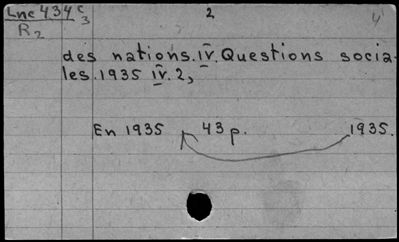 Lnc 434 c 3 2 4
R2
des nations. IV. Questions socia-
les. 1935 IV. 2,
En 1935 43 p. 1935.